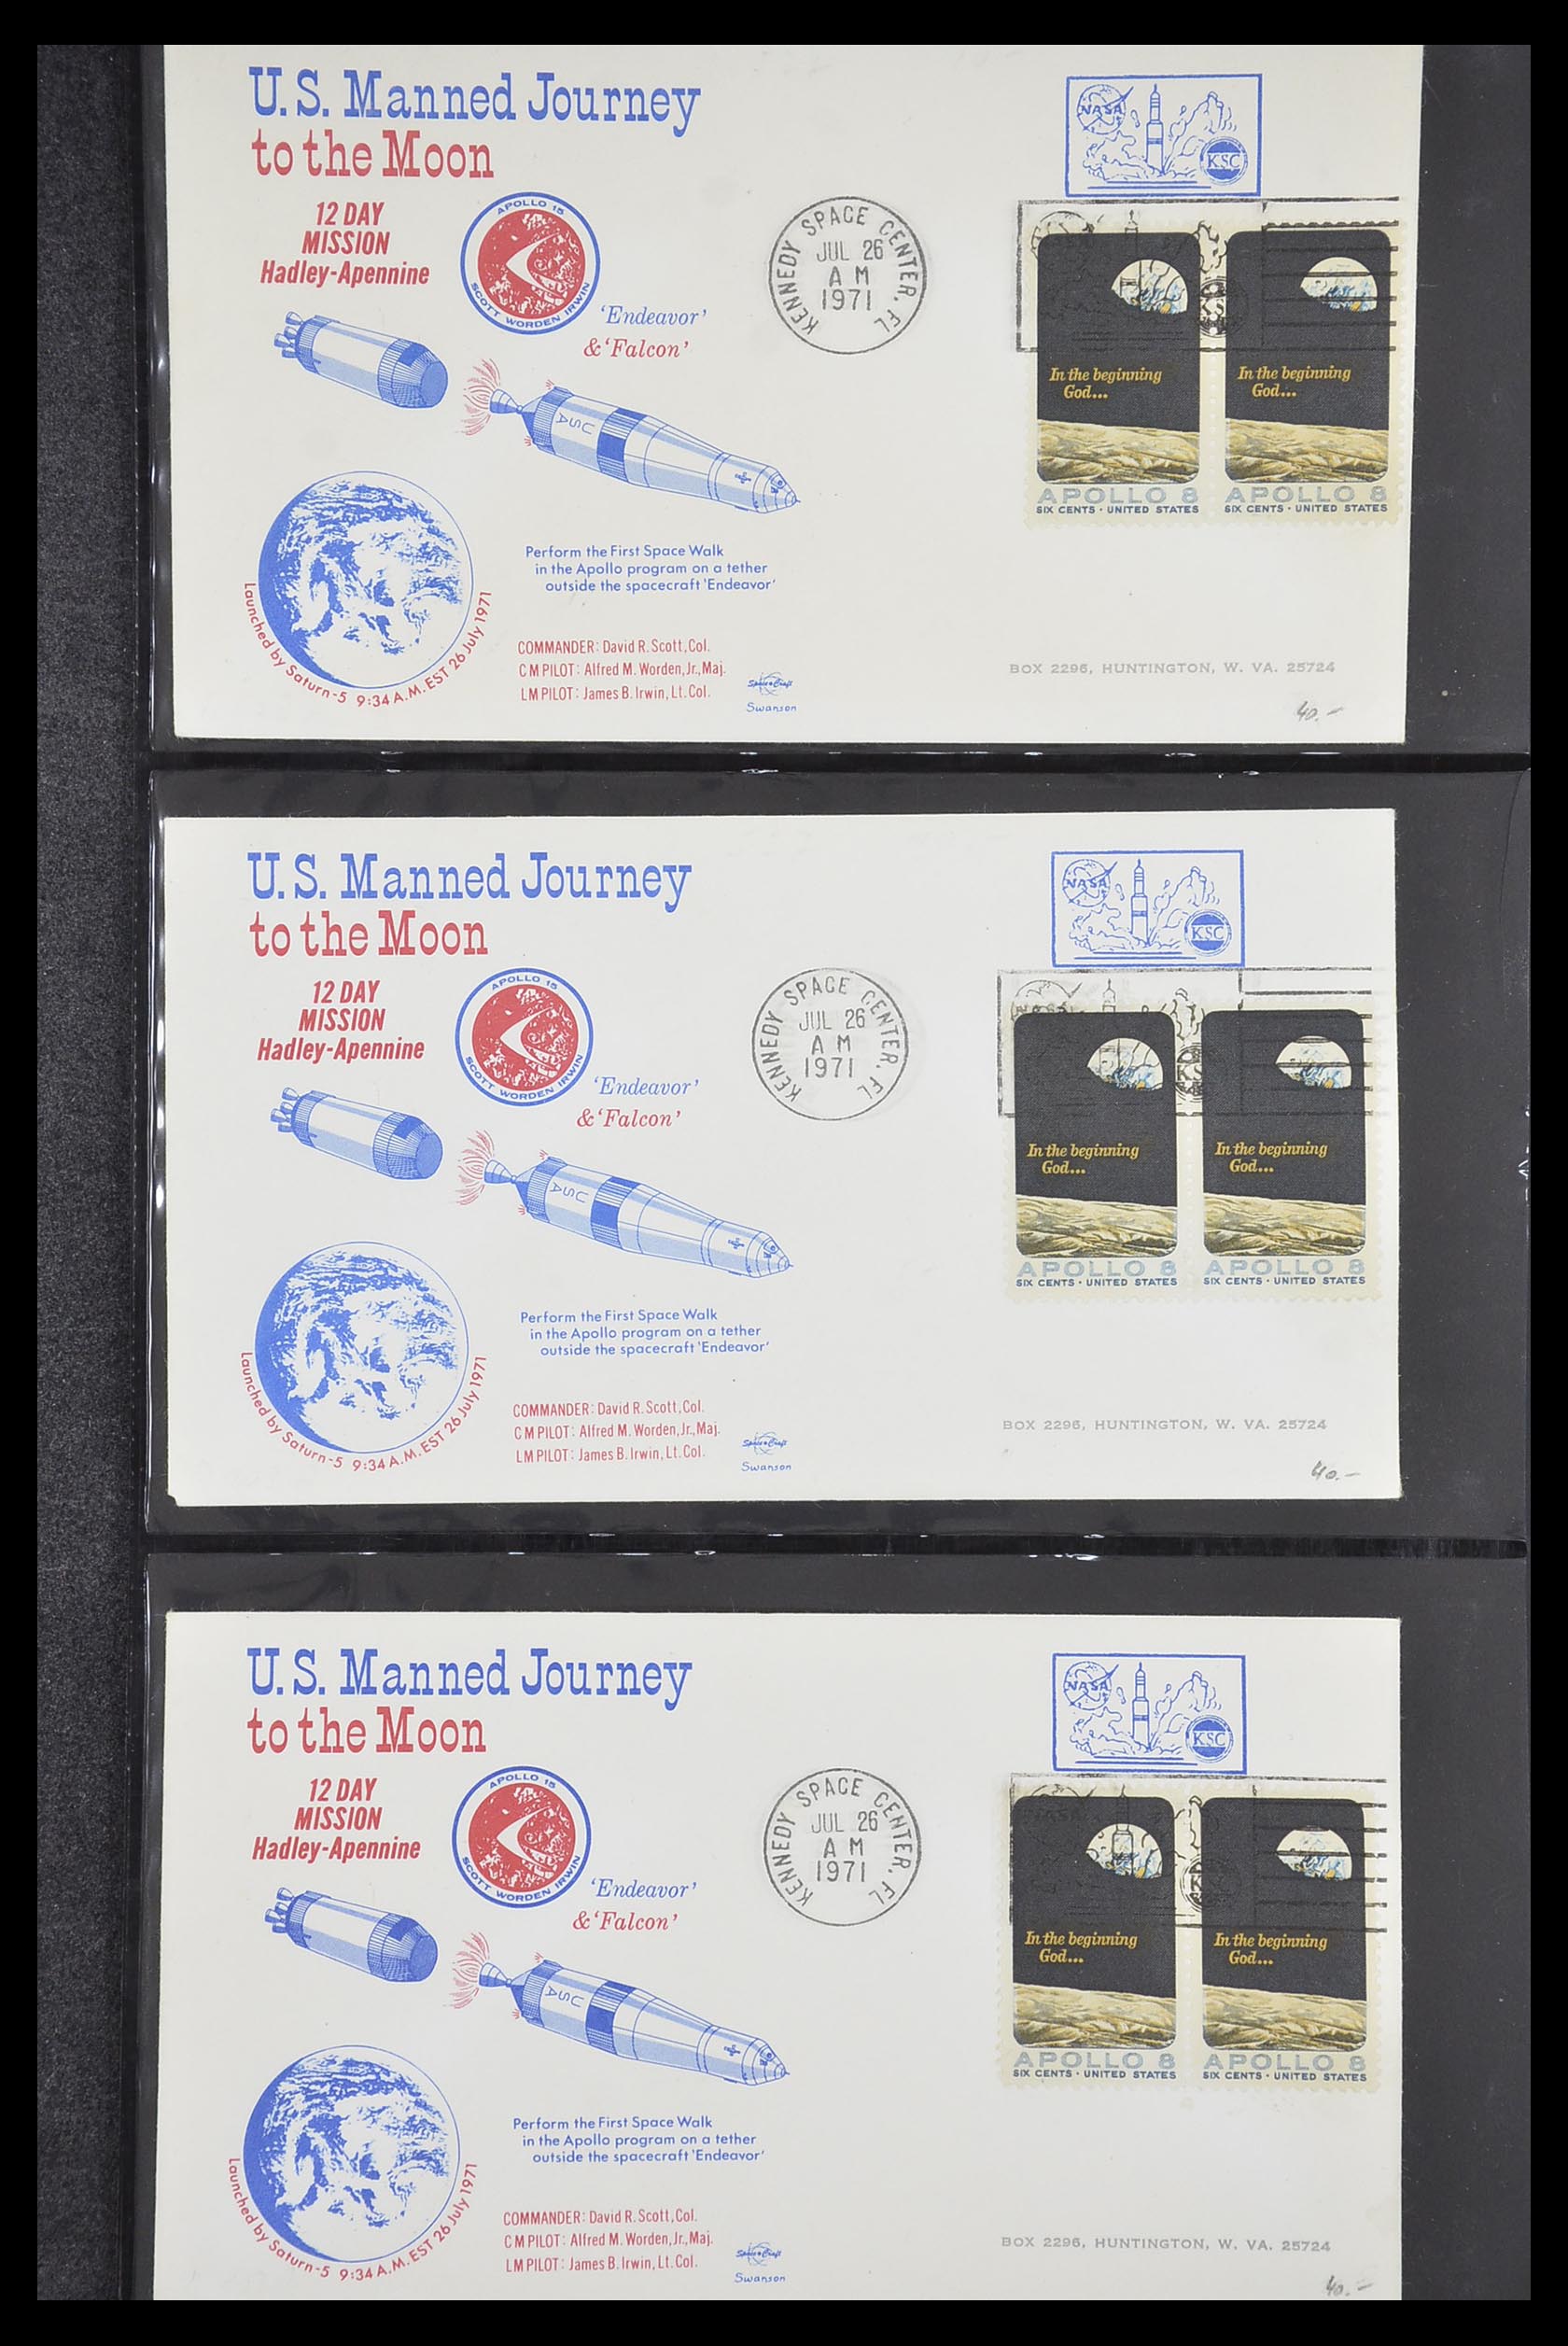 U.S. Manned Journey
to the Moon
12 DAY
MISSION
Hadley-Apennine
APOLLO 15
SCOTT WORDEN IRWIN
'Endeavor'
& 'Falcon'
USA
Perform the First Space Walk
in the Apollo program on a tether
outside the spacecraft 'Endeavor'
Launched by Saturn-5 9:34 A.M. EST 26 July 1971
COMMANDER: David R. Scott, Col.
CM PILOT: Alfred M. Worden, Jr., Maj.
LM PILOT: James B. Irwin, Lt. Col.
Space Craft
Swanson
KENNEDY SPACE CENTER, FL
JUL 26
AM
1971
NASA
KSC
In the beginning
God...
APOLLO 8
SIX CENTS · UNITED STATES
In the beginning
God...
APOLLO 8
SIX CENTS · UNITED STATES
BOX 2296, HUNTINGTON, W. VA. 25724
40.-
U.S. Manned Journey
to the Moon
12 DAY
MISSION
Hadley-Apennine
APOLLO 15
SCOTT WORDEN IRWIN
'Endeavor'
& 'Falcon'
USA
Perform the First Space Walk
in the Apollo program on a tether
outside the spacecraft 'Endeavor'
Launched by Saturn-5 9:34 A.M. EST 26 July 1971
COMMANDER: David R. Scott, Col.
CM PILOT: Alfred M. Worden, Jr., Maj.
LM PILOT: James B. Irwin, Lt. Col.
Space Craft
Swanson
KENNEDY SPACE CENTER, FL
JUL 26
AM
1971
NASA
KSC
In the beginning
God...
APOLLO 8
SIX CENTS · UNITED STATES
In the beginning
God...
APOLLO 8
SIX CENTS · UNITED STATES
BOX 2296, HUNTINGTON, W. VA. 25724
40.-
U.S. Manned Journey
to the Moon
12 DAY
MISSION
Hadley-Apennine
APOLLO 15
SCOTT WORDEN IRWIN
'Endeavor'
& 'Falcon'
USA
Perform the First Space Walk
in the Apollo program on a tether
outside the spacecraft 'Endeavor'
Launched by Saturn-5 9:34 A.M. EST 26 July 1971
COMMANDER: David R. Scott, Col.
CM PILOT: Alfred M. Worden, Jr., Maj.
LM PILOT: James B. Irwin, Lt. Col.
Space Craft
Swanson
KENNEDY SPACE CENTER, FL
JUL 26
AM
1971
NASA
KSC
In the beginning
God...
APOLLO 8
SIX CENTS · UNITED STATES
In the beginning
God...
APOLLO 8
SIX CENTS · UNITED STATES
BOX 2296, HUNTINGTON, W. VA. 25724
40.-